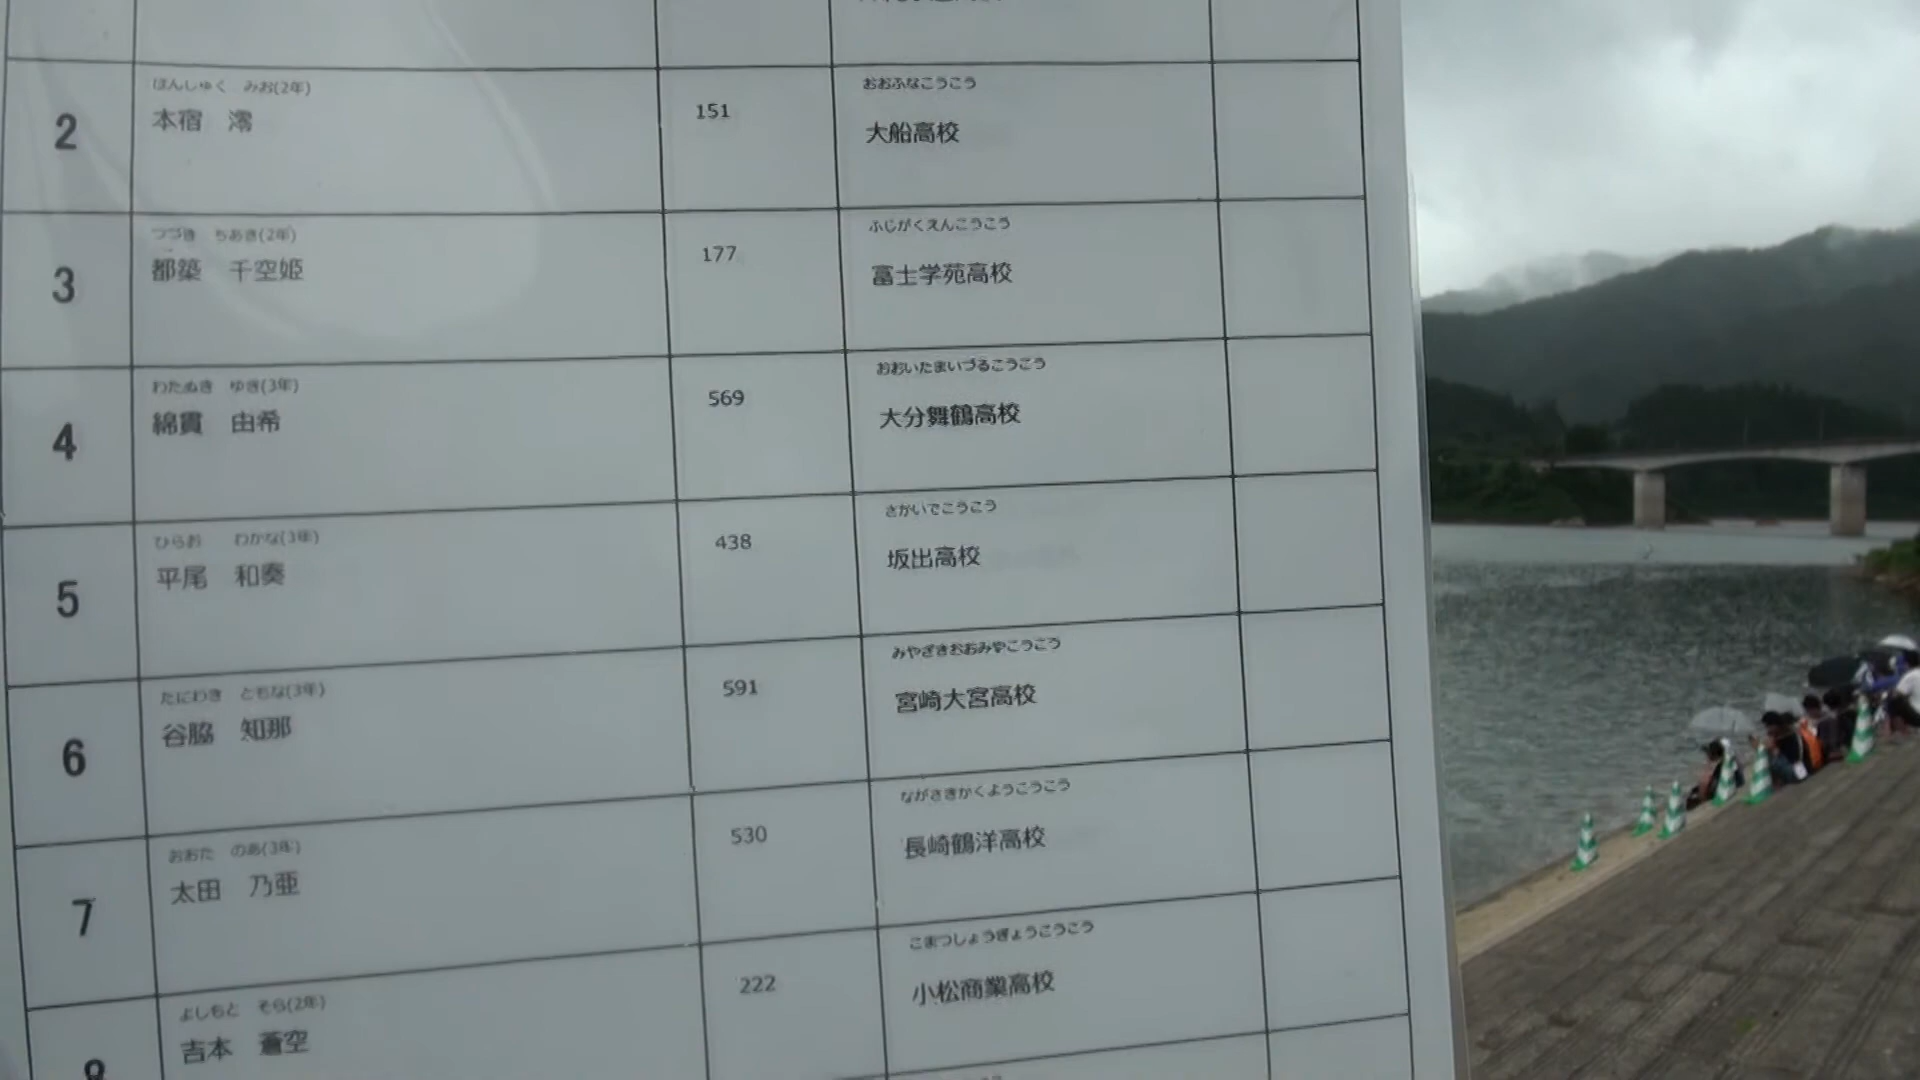 2
ほんしゅく みお(2年)
本宿 澪
151
おおふなこうこう
大船高校
3
つづき ちあき(2年)
都築 千空姫
177
ふじがくえんこうこう
富士学苑高校
4
わたぬき ゆき(3年)
綿貫 由希
569
おおいたまいづるこうこう
大分舞鶴高校
5
ひらお わかな(3年)
平尾 和奏
438
さかいでこうこう
坂出高校
6
たにわき ともな(3年)
谷脇 知那
591
みやざきおおみやこうこう
宮崎大宮高校
7
おおた のあ(3年)
太田 乃亜
530
ながさきかくようこうこう
長崎鶴洋高校
8
よしもと そら(2年)
吉本 蒼空
222
こまつしょうぎょうこうこう
小松商業高校